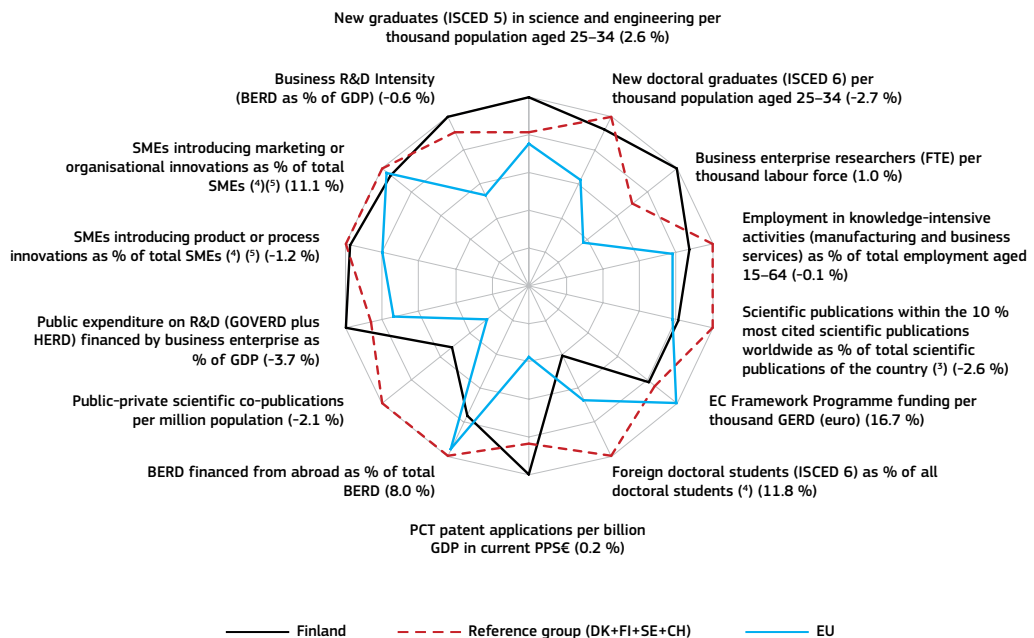 New graduates (ISCED 5) in science and engineering per
thousand population aged 25–34 (2.6 %)
Business R&D Intensity
(BERD as % of GDP) (-0.6 %)
New doctoral graduates (ISCED 6) per
thousand population aged 25–34 (-2.7 %)
SMEs introducing marketing or
organisational innovations as % of total
SMEs (⁴)(⁵) (11.1 %)
Business enterprise researchers (FTE) per
thousand labour force (1.0 %)
SMEs introducing product or process
innovations as % of total SMEs (⁴) (⁵) (-1.2 %)
Employment in knowledge-intensive
activities (manufacturing and business
services) as % of total employment aged
15–64 (-0.1 %)
Public expenditure on R&D (GOVERD plus
HERD) financed by business enterprise as
% of GDP (-3.7 %)
Scientific publications within the 10 %
most cited scientific publications
worldwide as % of total scientific
publications of the country (³) (-2.6 %)
Public-private scientific co-publications
per million population (-2.1 %)
EC Framework Programme funding per
thousand GERD (euro) (16.7 %)
BERD financed from abroad as % of total
BERD (8.0 %)
Foreign doctoral students (ISCED 6) as % of all
doctoral students (⁴) (11.8 %)
PCT patent applications per billion
GDP in current PPS€ (0.2 %)
Finland
Reference group (DK+FI+SE+CH)
EU